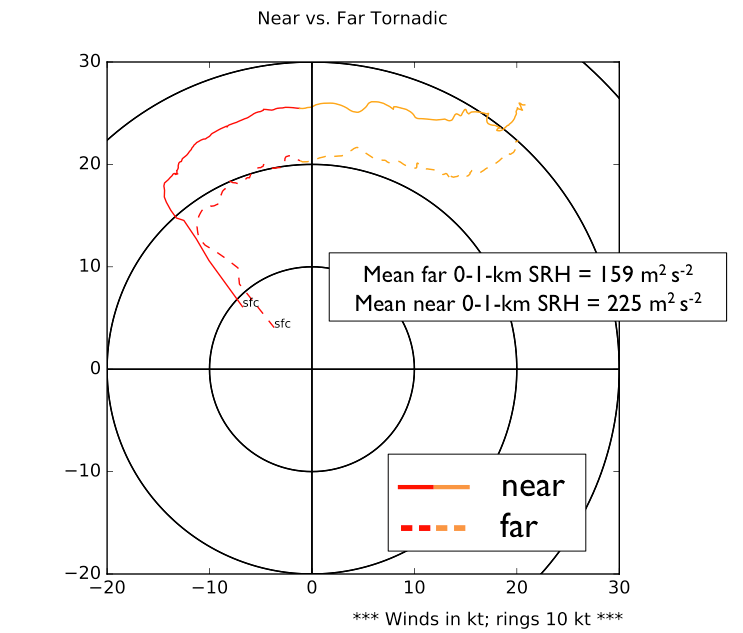 Near vs. Far Tornadic
30
20
10
0
−10
−20
−20 −10 0 10 20 30
sfc
sfc
Mean far 0-1-km SRH = 159 m² s⁻²
Mean near 0-1-km SRH = 225 m² s⁻²
near
far
*** Winds in kt; rings 10 kt ***